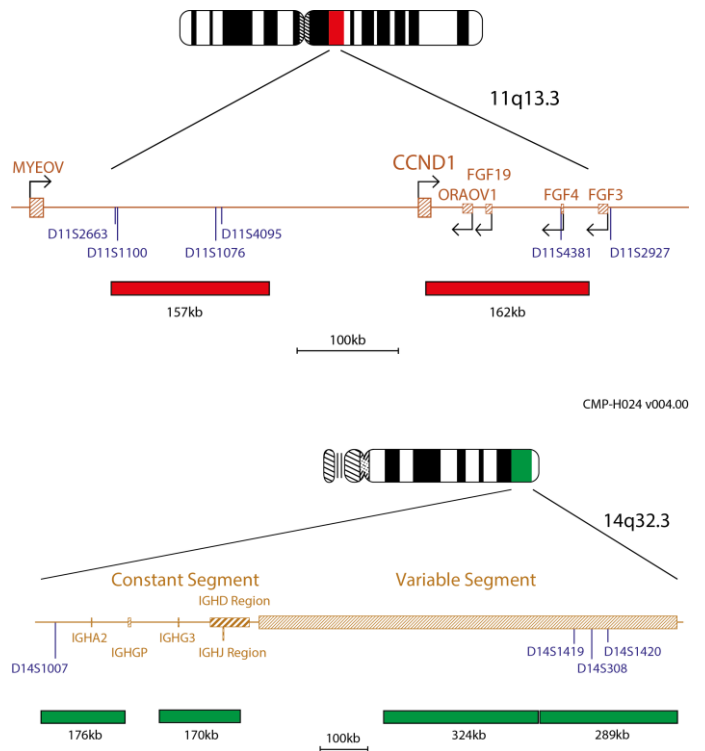 11q13.3
MYEOV
CCND1
FGF19
ORAOV1
FGF4
FGF3
D11S2663
D11S4095
D11S1100
D11S1076
D11S4381
D11S2927
157kb
162kb
100kb
CMP-H024 v004.00
14q32.3
Constant Segment
Variable Segment
IGHD Region
IGHA2
IGHG3
IGHGP
IGHJ Region
D14S1007
D14S1419
D14S1420
D14S308
176kb
170kb
100kb
324kb
289kb